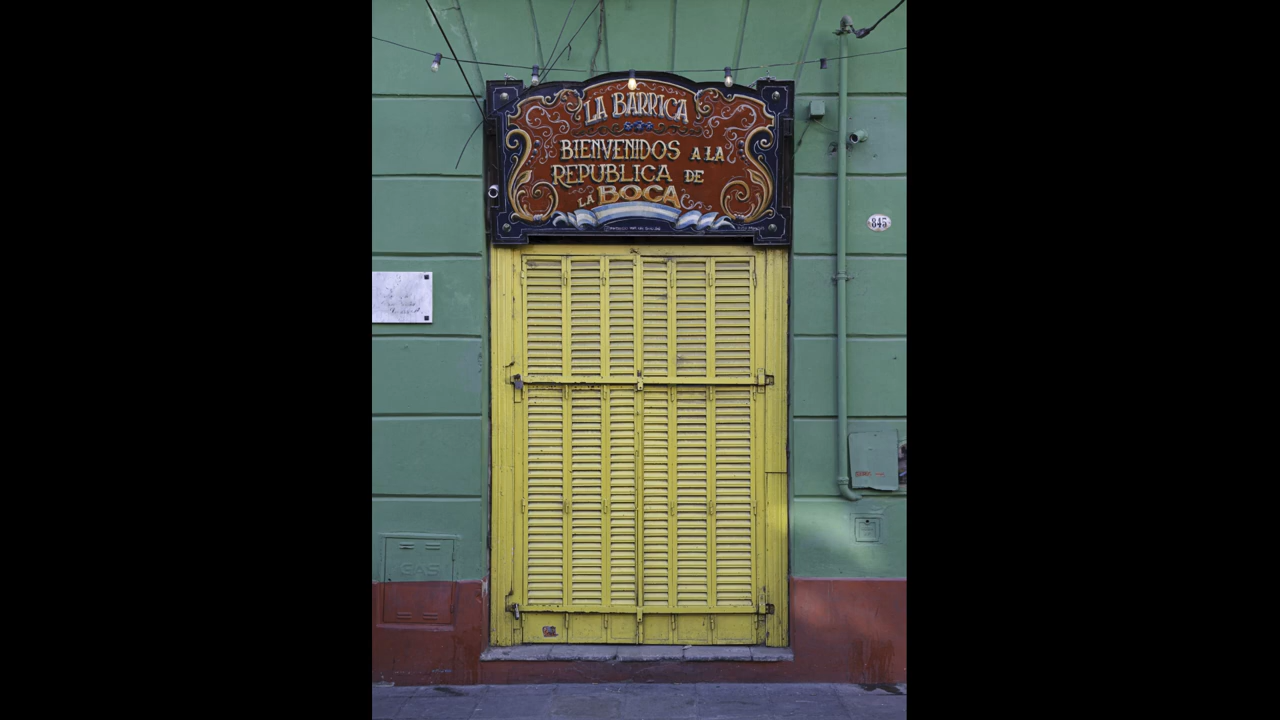 LA BARRICA
BIENVENIDOS A LA
REPUBLICA DE
LA BOCA
845
GAS